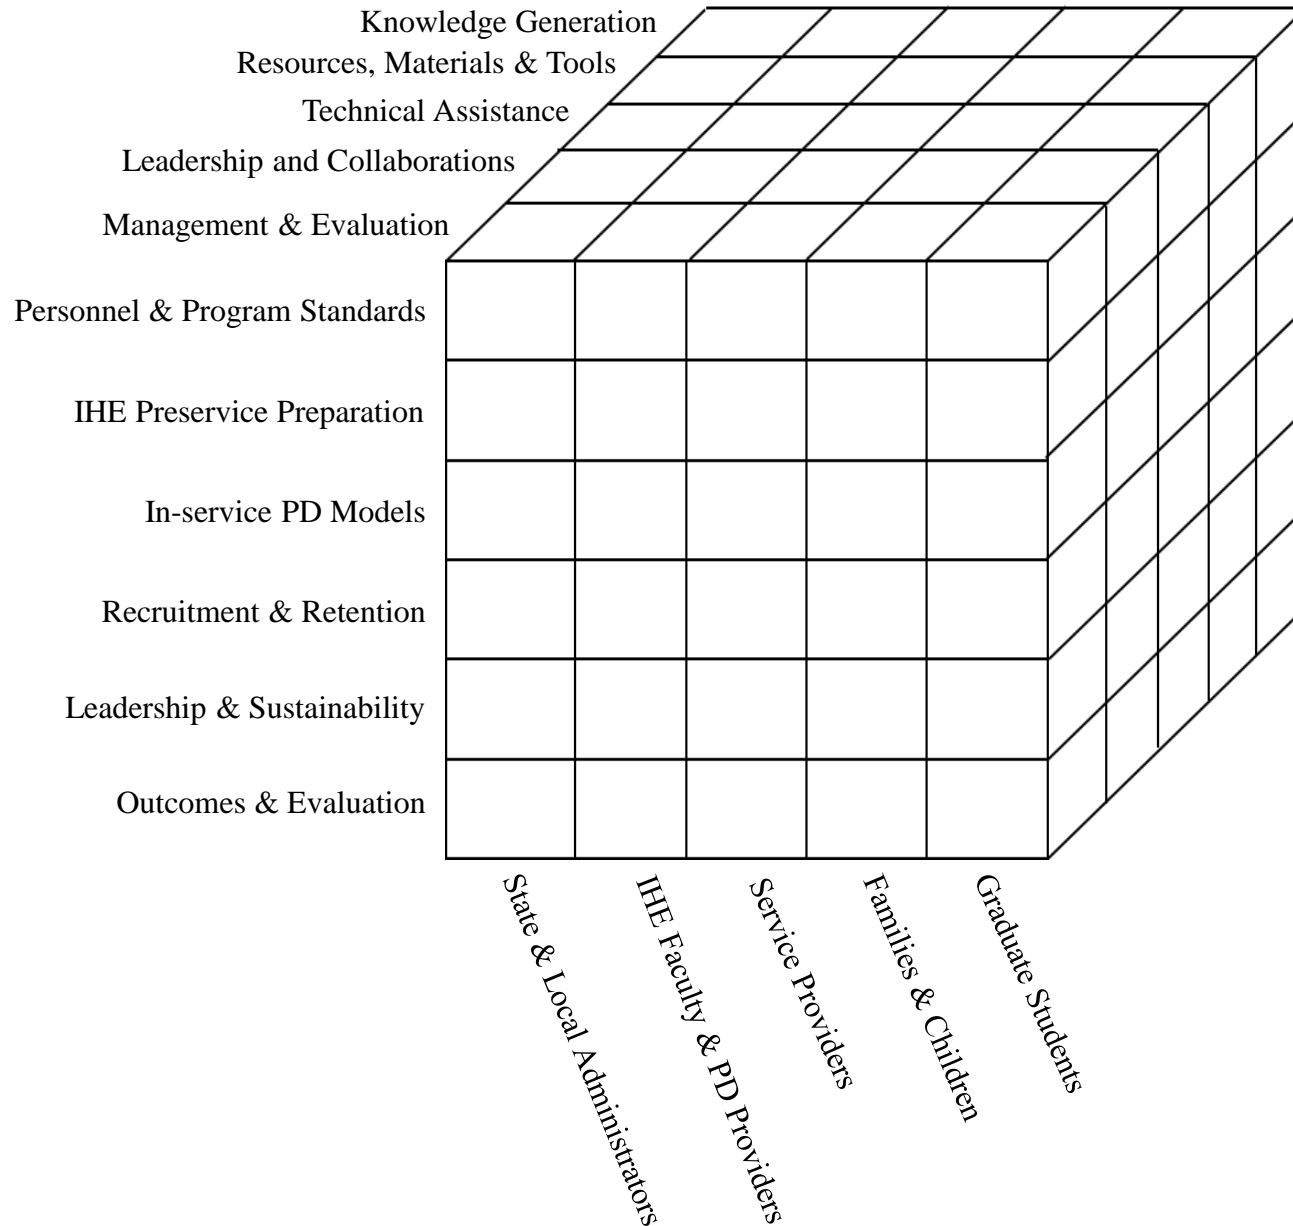 Knowledge Generation
Resources, Materials & Tools
Technical Assistance
Leadership and Collaborations
Management & Evaluation
Personnel & Program Standards
IHE Preservice Preparation
In-service PD Models
Recruitment & Retention
Leadership & Sustainability
Outcomes & Evaluation
State & Local Administrators
IHE Faculty & PD Providers
Service Providers
Families & Children
Graduate Students